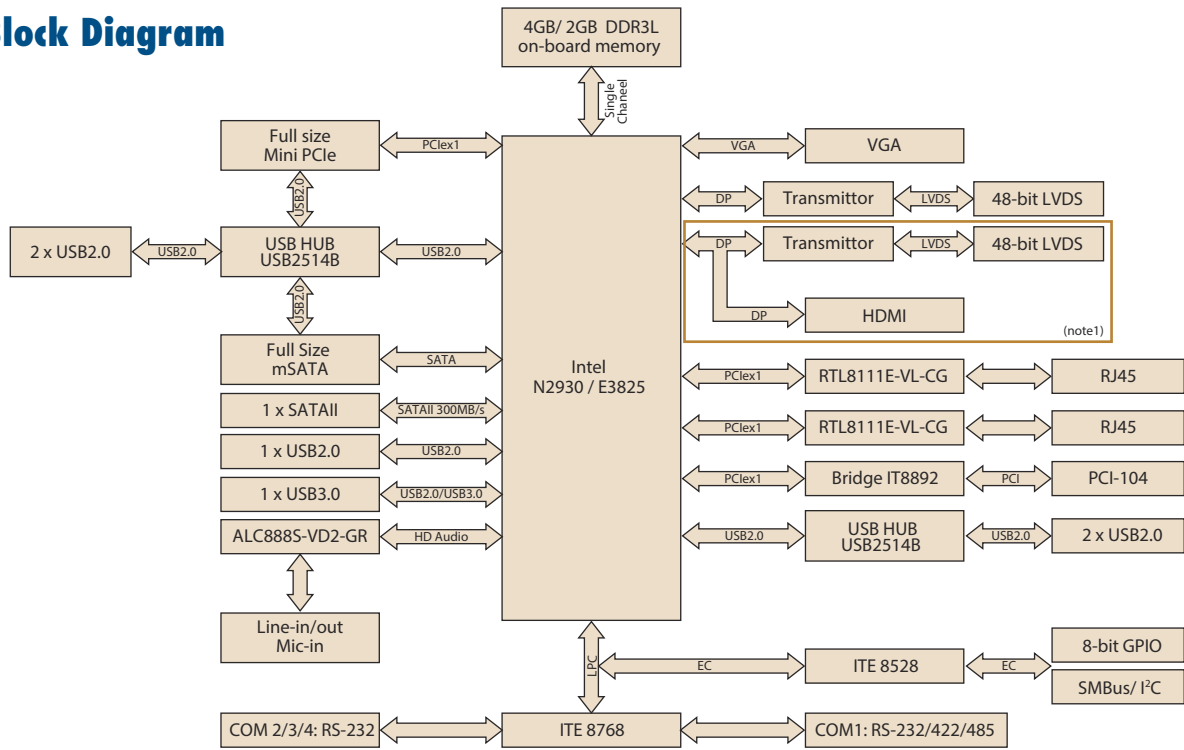 Block Diagram
4GB/ 2GB DDR3L
on-board memory
Single
Channel
Full size
Mini PCIe
PCIex1
VGA
VGA
USB2.0
DP
Transmittor
LVDS
48-bit LVDS
2 x USB2.0
USB2.0
USB HUB
USB2514B
USB2.0
DP
Transmittor
LVDS
48-bit LVDS
USB2.0
DP
HDMI
(note1)
Full Size
mSATA
SATA
Intel
N2930 / E3825
PCIex1
RTL8111E-VL-CG
RJ45
1 x SATAII
SATAII 300MB/s
PCIex1
RTL8111E-VL-CG
RJ45
1 x USB2.0
USB2.0
PCIex1
Bridge IT8892
PCI
PCI-104
1 x USB3.0
USB2.0/USB3.0
ALC888S-VD2-GR
HD Audio
USB2.0
USB HUB
USB2514B
USB2.0
2 x USB2.0
Line-in/out
Mic-in
LPC
EC
ITE 8528
EC
8-bit GPIO
SMBus/ I²C
COM 2/3/4: RS-232
ITE 8768
COM1: RS-232/422/485